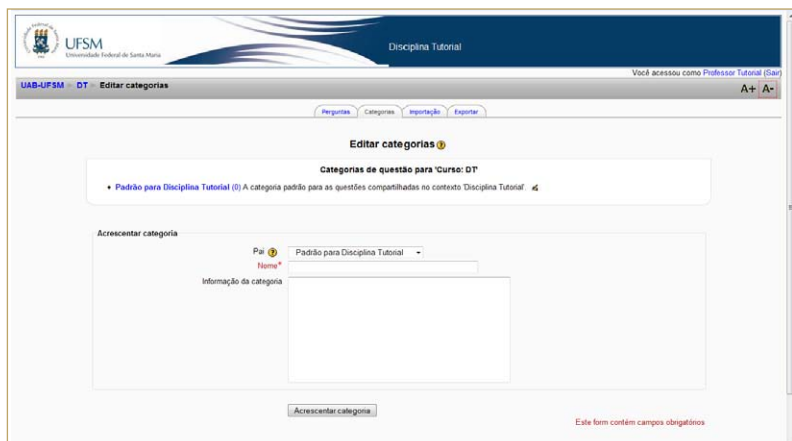 UFSM
Universidade Federal de Santa Maria
Disciplina Tutorial
Você acessou como Professor Tutorial (Sair)
UAB-UFSM ► DT ► Editar categorias
A+ A-
Perguntas Categorias Importação Exportar
Editar categorias
Categorias de questão para 'Curso: DT'
• Padrão para Disciplina Tutorial (0) A categoria padrão para as questões compartilhadas no contexto 'Disciplina Tutorial'.
Acrescentar categoria
Pai Padrão para Disciplina Tutorial
Nome*
Informação da categoria
Acrescentar categoria
Este form contém campos obrigatórios